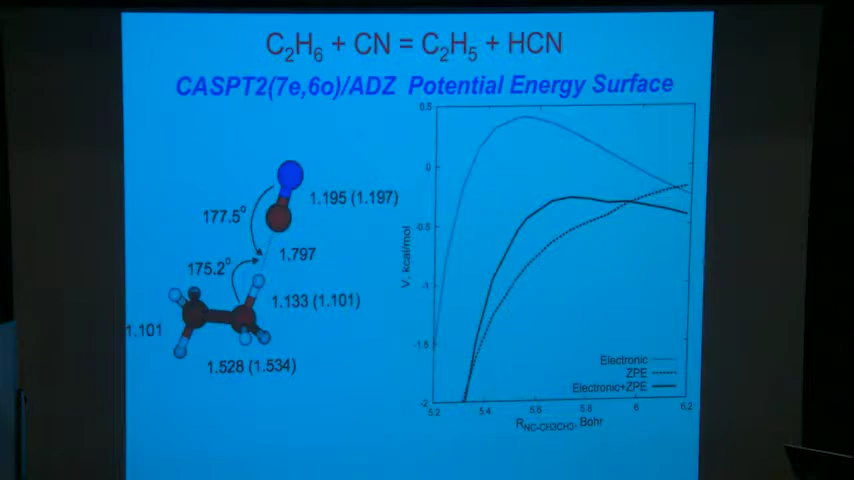 C2H6 + CN = C2H5 + HCN
CASPT2(7e,6o)/ADZ Potential Energy Surface
1.195 (1.197)
177.5°
1.797
175.2°
1.133 (1.101)
1.101
1.528 (1.534)
0.5
0
-0.5
-1
-1.5
-2
V, kcal/mol
Electronic
ZPE
Electronic+ZPE
5.2 5.4 5.6 5.8 6 6.2
RNC-CH3CH3, Bohr